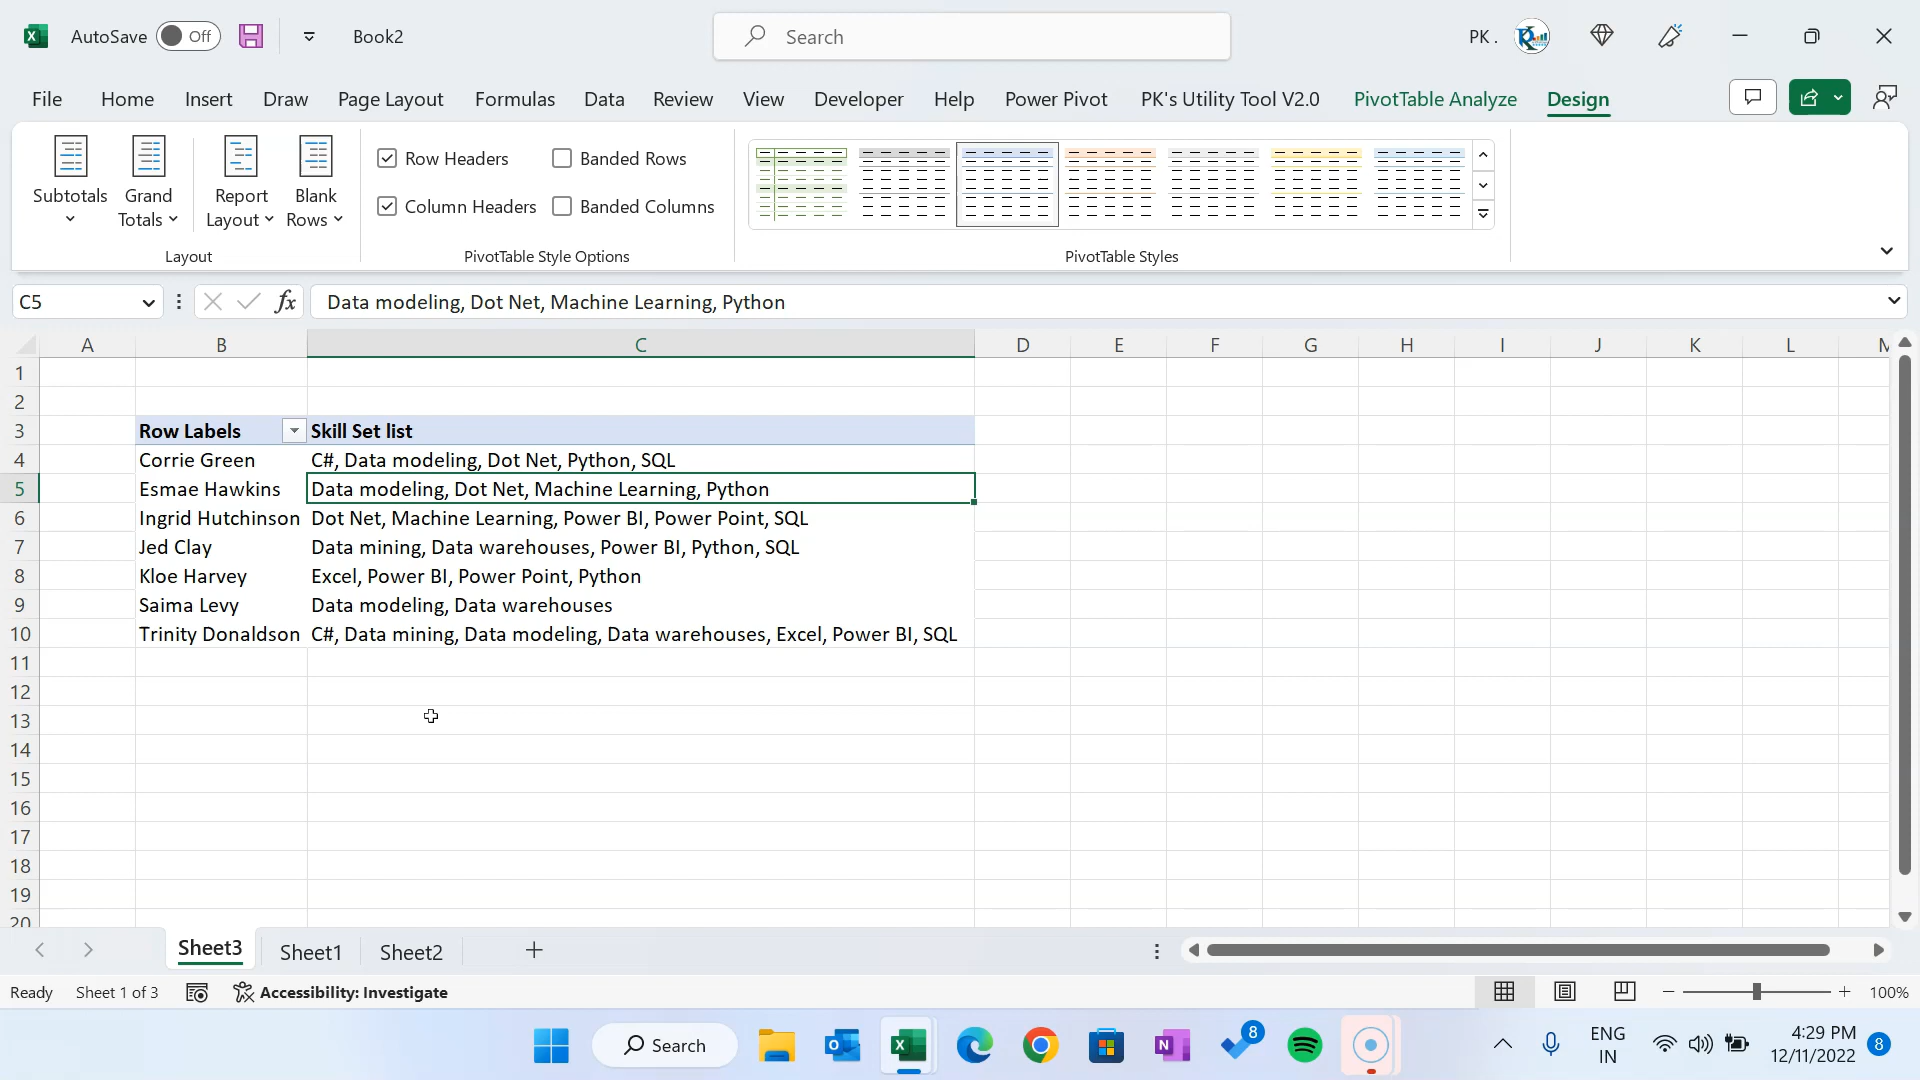 AutoSave Off Book2 Search PK .
File Home Insert Draw Page Layout Formulas Data Review View Developer Help Power Pivot PK's Utility Tool V2.0 PivotTable Analyze Design
Subtotals Grand Totals Report Layout Blank Rows
Row Headers Banded Rows
Column Headers Banded Columns
Layout PivotTable Style Options PivotTable Styles
C5 fx Data modeling, Dot Net, Machine Learning, Python
A B C D E F G H I J K L M
1
2
3 Row Labels Skill Set list
4 Corrie Green C#, Data modeling, Dot Net, Python, SQL
5 Esmae Hawkins Data modeling, Dot Net, Machine Learning, Python
6 Ingrid Hutchinson Dot Net, Machine Learning, Power BI, Power Point, SQL
7 Jed Clay Data mining, Data warehouses, Power BI, Python, SQL
8 Kloe Harvey Excel, Power BI, Power Point, Python
9 Saima Levy Data modeling, Data warehouses
10 Trinity Donaldson C#, Data mining, Data modeling, Data warehouses, Excel, Power BI, SQL
11
12
13
14
15
16
17
18
19
20
Sheet3 Sheet1 Sheet2
Ready Sheet 1 of 3 Accessibility: Investigate 100%
Search 8 ENG IN 4:29 PM 12/11/2022 8